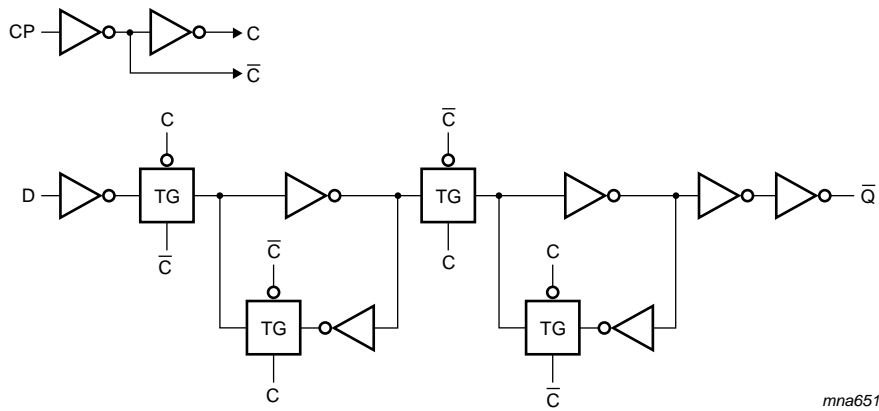 CP C
C̅
C C̅
D TG TG Q̅
C̅ C̅ C C
TG TG
C C̅
mna651